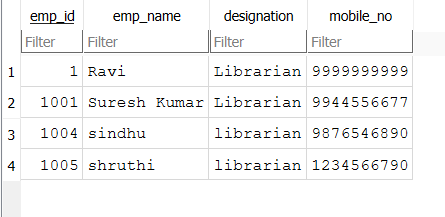 emp_id emp_name designation mobile_no
Filter Filter Filter Filter
1 1 Ravi Librarian 9999999999
2 1001 Suresh Kumar Librarian 9944556677
3 1004 sindhu librarian 9876546890
4 1005 shruthi librarian 1234566790